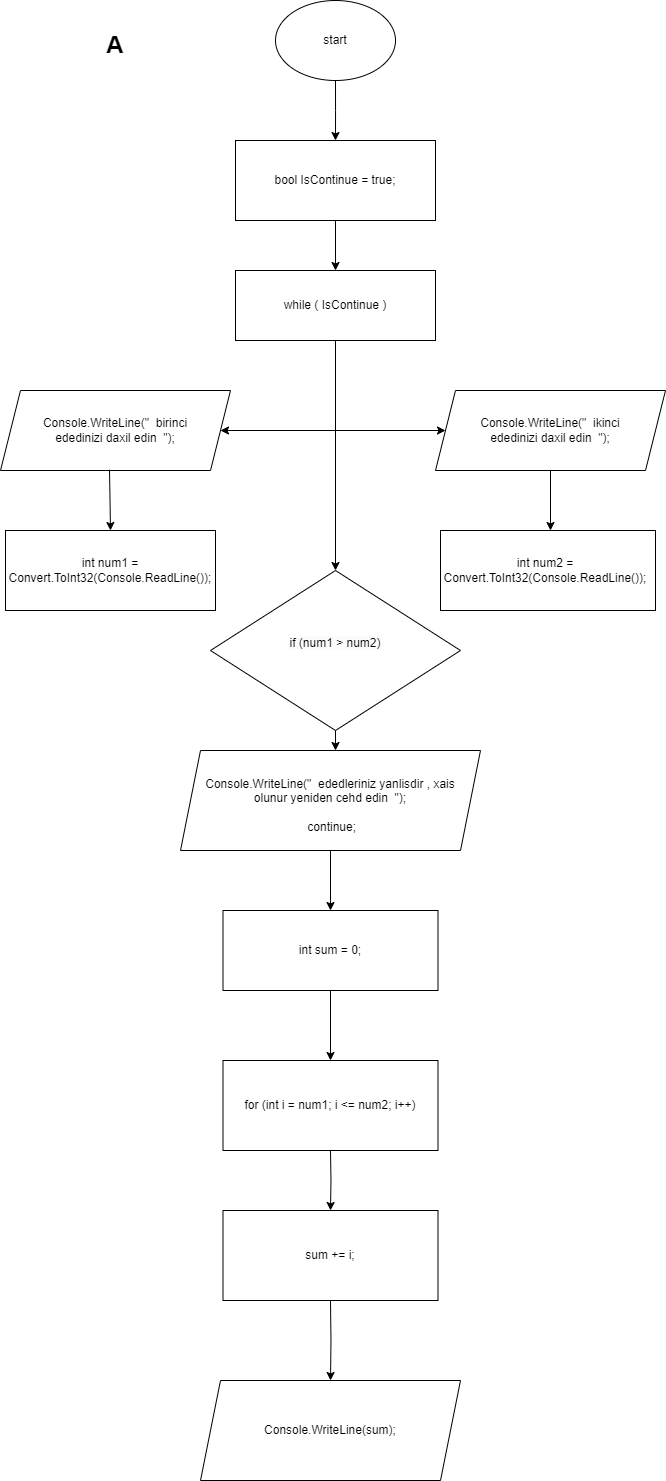 A
start
bool IsContinue = true;
while ( IsContinue )
Console.WriteLine("  birinci
ededinizi daxil edin  ");
Console.WriteLine("  ikinci
ededinizi daxil edin  ");
int num1 =
Convert.ToInt32(Console.ReadLine());
int num2 =
Convert.ToInt32(Console.ReadLine());
if (num1 > num2)
Console.WriteLine("  ededleriniz yanlisdir , xais
olunur yeniden cehd edin  ");
continue;
int sum = 0;
for (int i = num1; i <= num2; i++)
sum += i;
Console.WriteLine(sum);